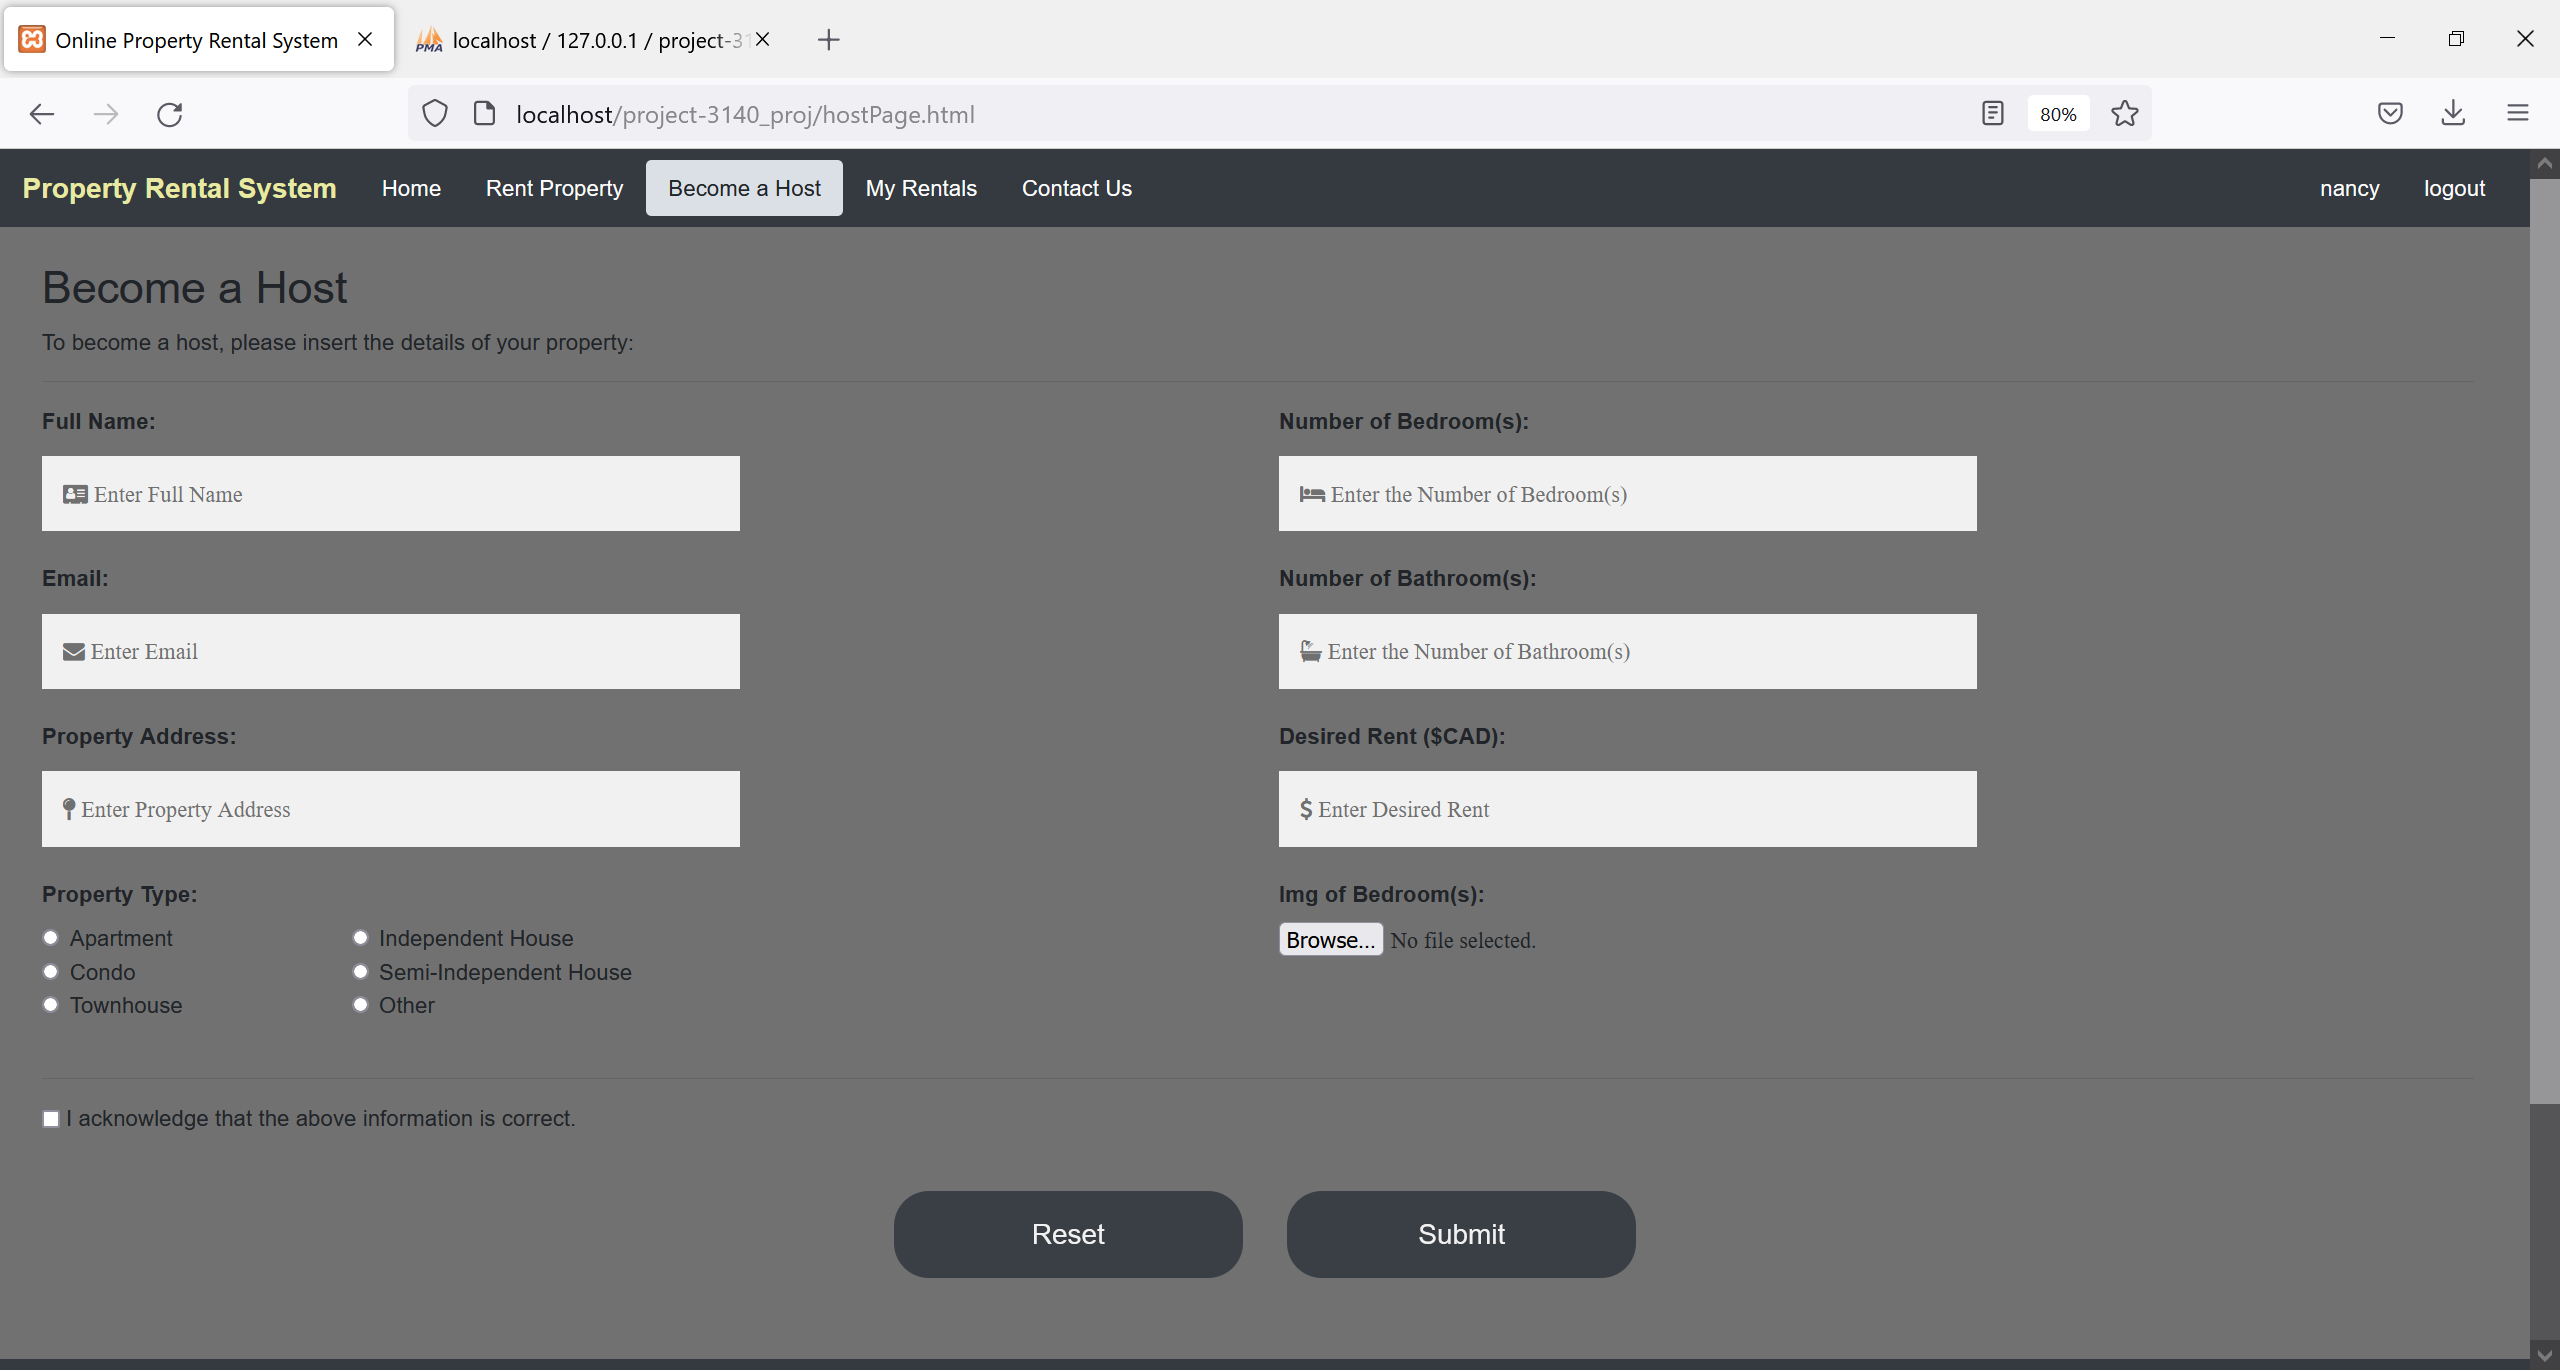 Online Property Rental System
localhost / 127.0.0.1 / project-31
localhost/project-3140_proj/hostPage.html
80%
Property Rental System Home Rent Property Become a Host My Rentals Contact Us nancy logout
Become a Host
To become a host, please insert the details of your property:
Full Name:
Enter Full Name
Email:
Enter Email
Property Address:
Enter Property Address
Property Type:
Apartment Independent House
Condo Semi-Independent House
Townhouse Other
Number of Bedroom(s):
Enter the Number of Bedroom(s)
Number of Bathroom(s):
Enter the Number of Bathroom(s)
Desired Rent ($CAD):
$ Enter Desired Rent
Img of Bedroom(s):
Browse... No file selected.
I acknowledge that the above information is correct.
Reset Submit